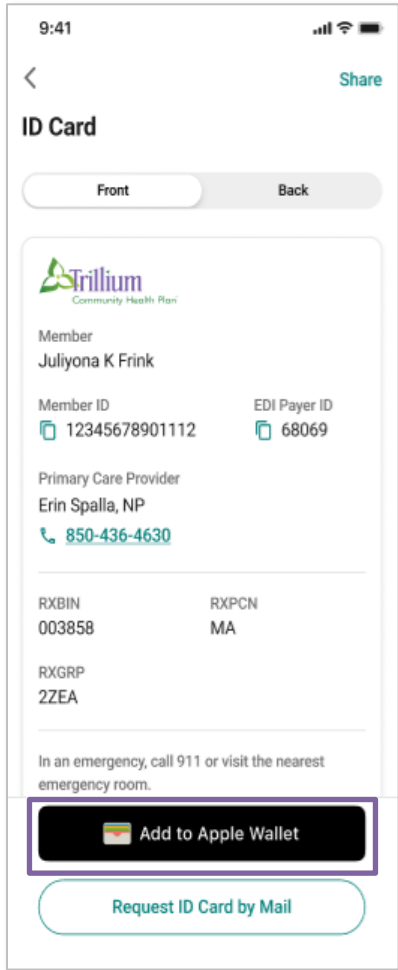 9:41
Share
ID Card
Front Back
Trillium
Community Health Plan
Member
Juliyona K Frink
Member ID EDI Payer ID
12345678901112 68069
Primary Care Provider
Erin Spalla, NP
850-436-4630
RXBIN RXPCN
003858 MA
RXGRP
2ZEA
In an emergency, call 911 or visit the nearest
emergency room.
Add to Apple Wallet
Request ID Card by Mail